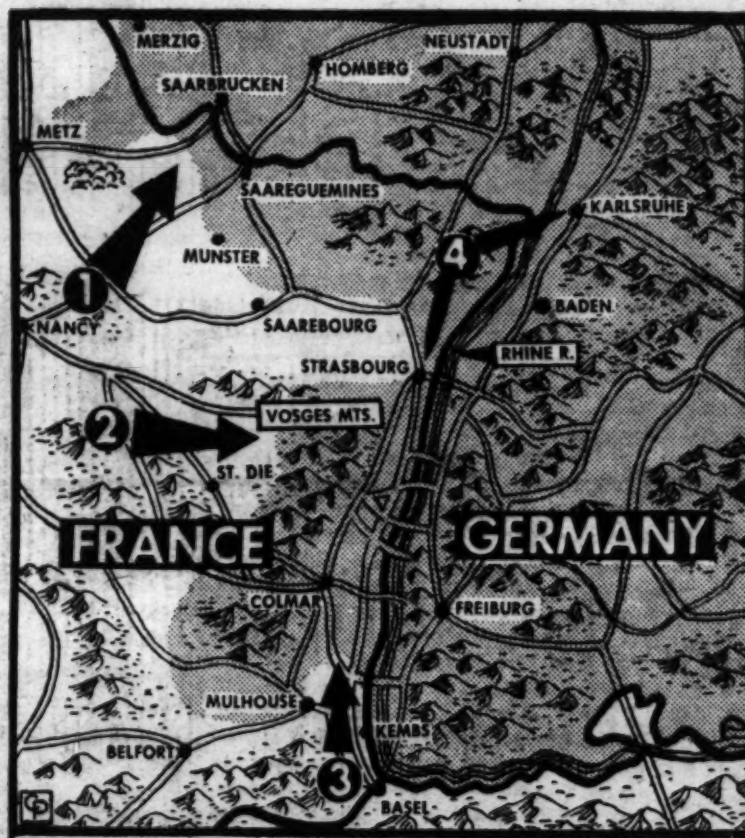 MERZIG
NEUSTADT
HOMBERG
SAARBRUCKEN
METZ
SAAREGUEMINES
KARLSRUHE
4
MUNSTER
1
SAAREBOURG
BADEN
NANCY
RHINE R.
STRASBOURG
VOSGES MTS.
2
ST. DIE
FRANCE
GERMANY
COLMAR
FREIBURG
MULHOUSE
KEMBS
BELFORT
3
BASEL
CP